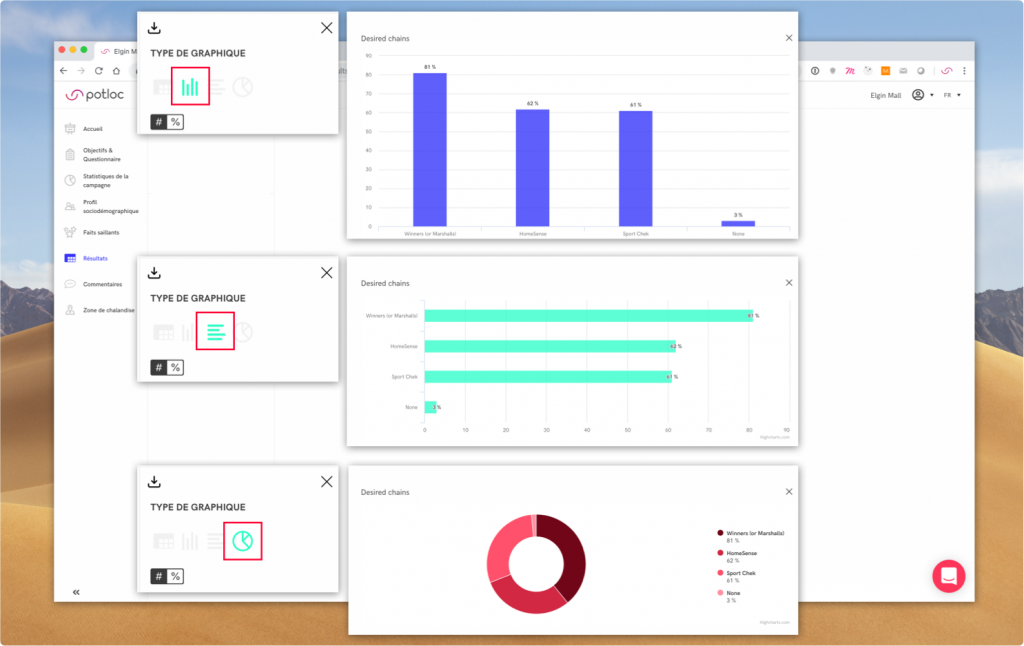 Elgin M
potloc
Elgin Mall
FR
Accueil
Objectifs &
Questionnaire
Statistiques de la
campagne
Profil
sociodémographique
Faits saillants
Résultats
Commentaires
Zone de chalandise
«
TYPE DE GRAPHIQUE
# %
Desired chains
90
80
70
60
50
40
30
20
10
0
81 %
62 %
61 %
3 %
Winners (or Marshalls)
HomeSense
Sport Chek
None
TYPE DE GRAPHIQUE
# %
Desired chains
Winners (or Marshalls)
81 %
HomeSense
62 %
Sport Chek
61 %
None
3 %
0 10 20 30 40 50 60 70 80 90
Highcharts.com
TYPE DE GRAPHIQUE
# %
Desired chains
Winners (or Marshalls)
81 %
HomeSense
62 %
Sport Chek
61 %
None
3 %
Highcharts.com